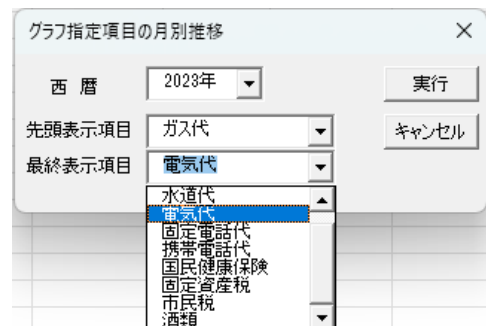 グラフ指定項目の月別推移
西 暦 2023年 実行
先頭表示項目 ガス代 キャンセル
最終表示項目 電気代
水道代
電気代
固定電話代
携帯電話代
国民健康保険
固定資産税
市民税
酒類